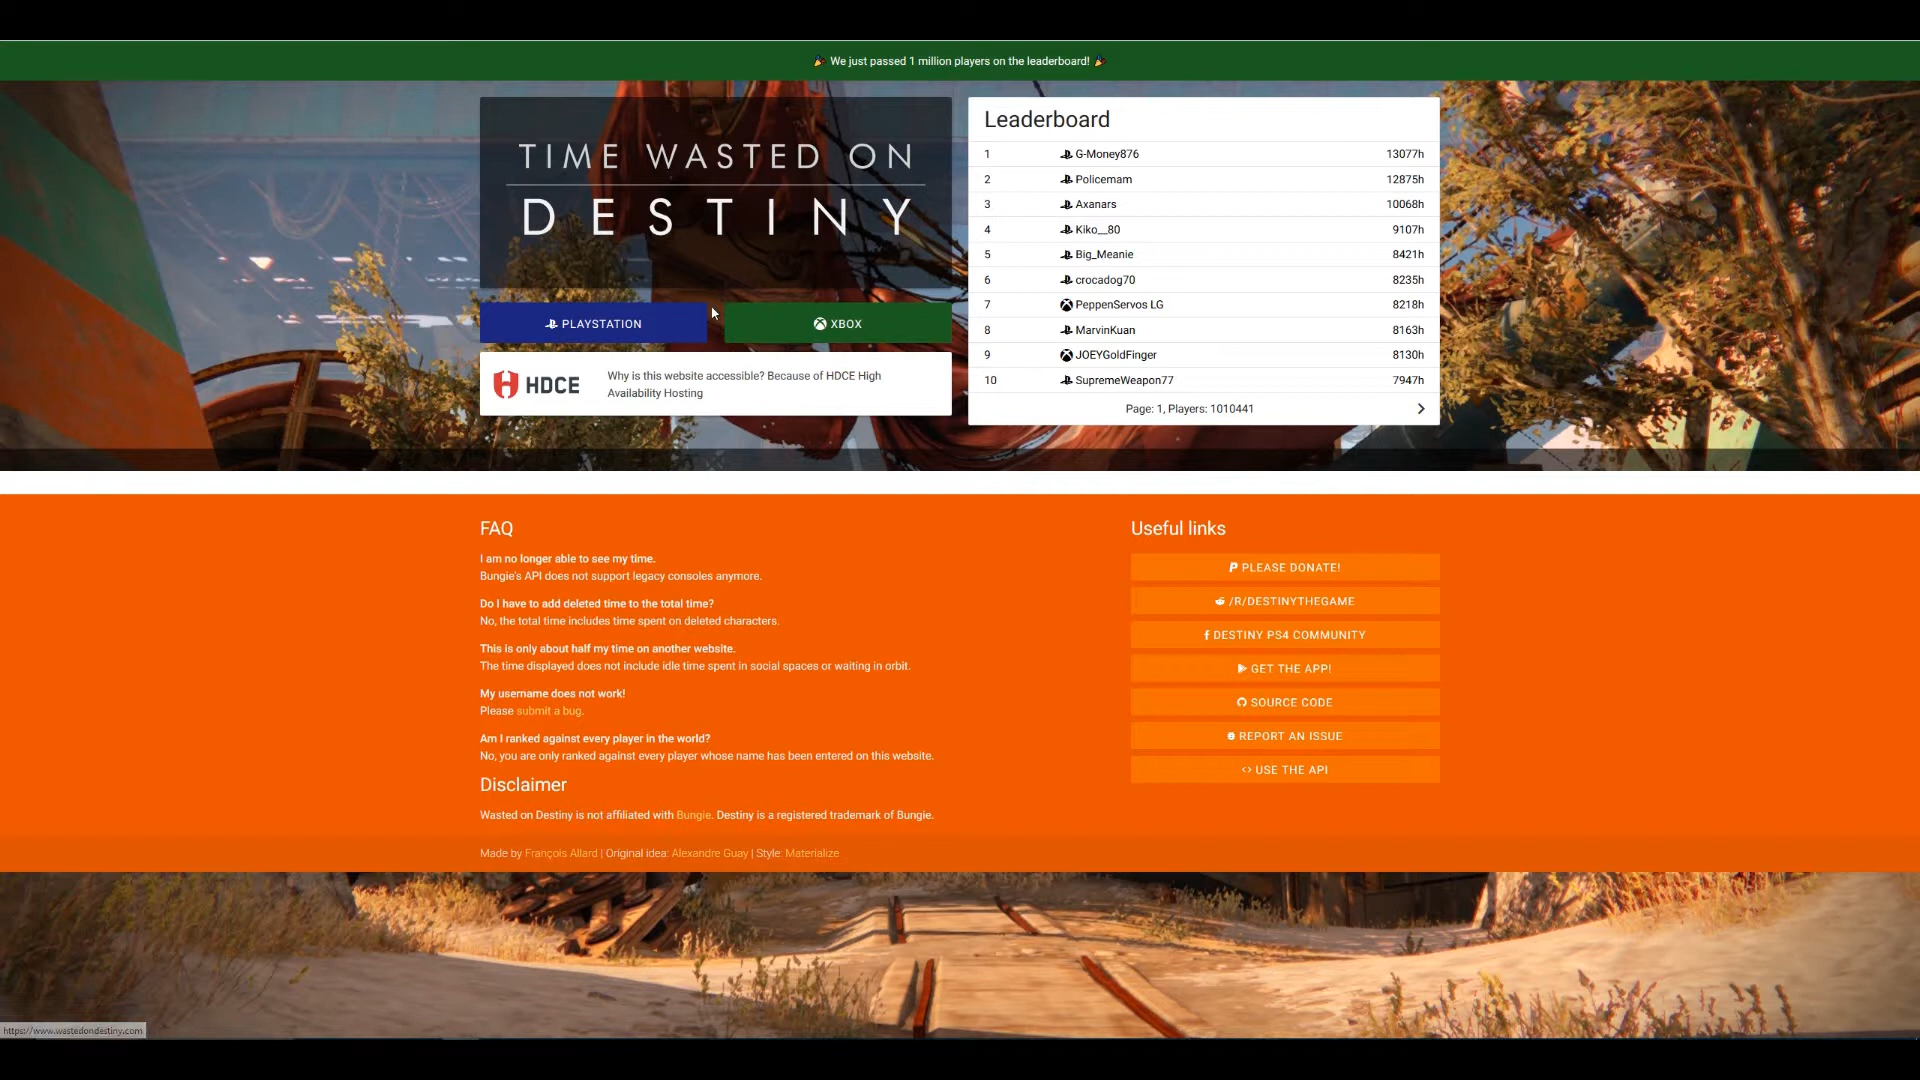 🎉 We just passed 1 million players on the leaderboard! 🎉
TIME WASTED ON
DESTINY
PLAYSTATION
XBOX
HDCE
Why is this website accessible? Because of HDCE High
Availability Hosting
Leaderboard
1 G-Money876 13077h
2 Policemam 12875h
3 Axanars 10068h
4 Kiko__80 9107h
5 Big_Meanie 8421h
6 crocadog70 8235h
7 PeppenServos LG 8218h
8 MarvinKuan 8163h
9 JOEYGoldFinger 8130h
10 SupremeWeapon77 7947h
Page: 1, Players: 1010441
FAQ
I am no longer able to see my time.
Bungie's API does not support legacy consoles anymore.
Do I have to add deleted time to the total time?
No, the total time includes time spent on deleted characters.
This is only about half my time on another website.
The time displayed does not include idle time spent in social spaces or waiting in orbit.
My username does not work!
Please submit a bug.
Am I ranked against every player in the world?
No, you are only ranked against every player whose name has been entered on this website.
Disclaimer
Wasted on Destiny is not affiliated with Bungie. Destiny is a registered trademark of Bungie.
Made by François Allard | Original idea: Alexandre Guay | Style: Materialize
Useful links
PLEASE DONATE!
/R/DESTINYTHEGAME
DESTINY PS4 COMMUNITY
GET THE APP!
SOURCE CODE
REPORT AN ISSUE
<> USE THE API
https://www.wastedondestiny.com